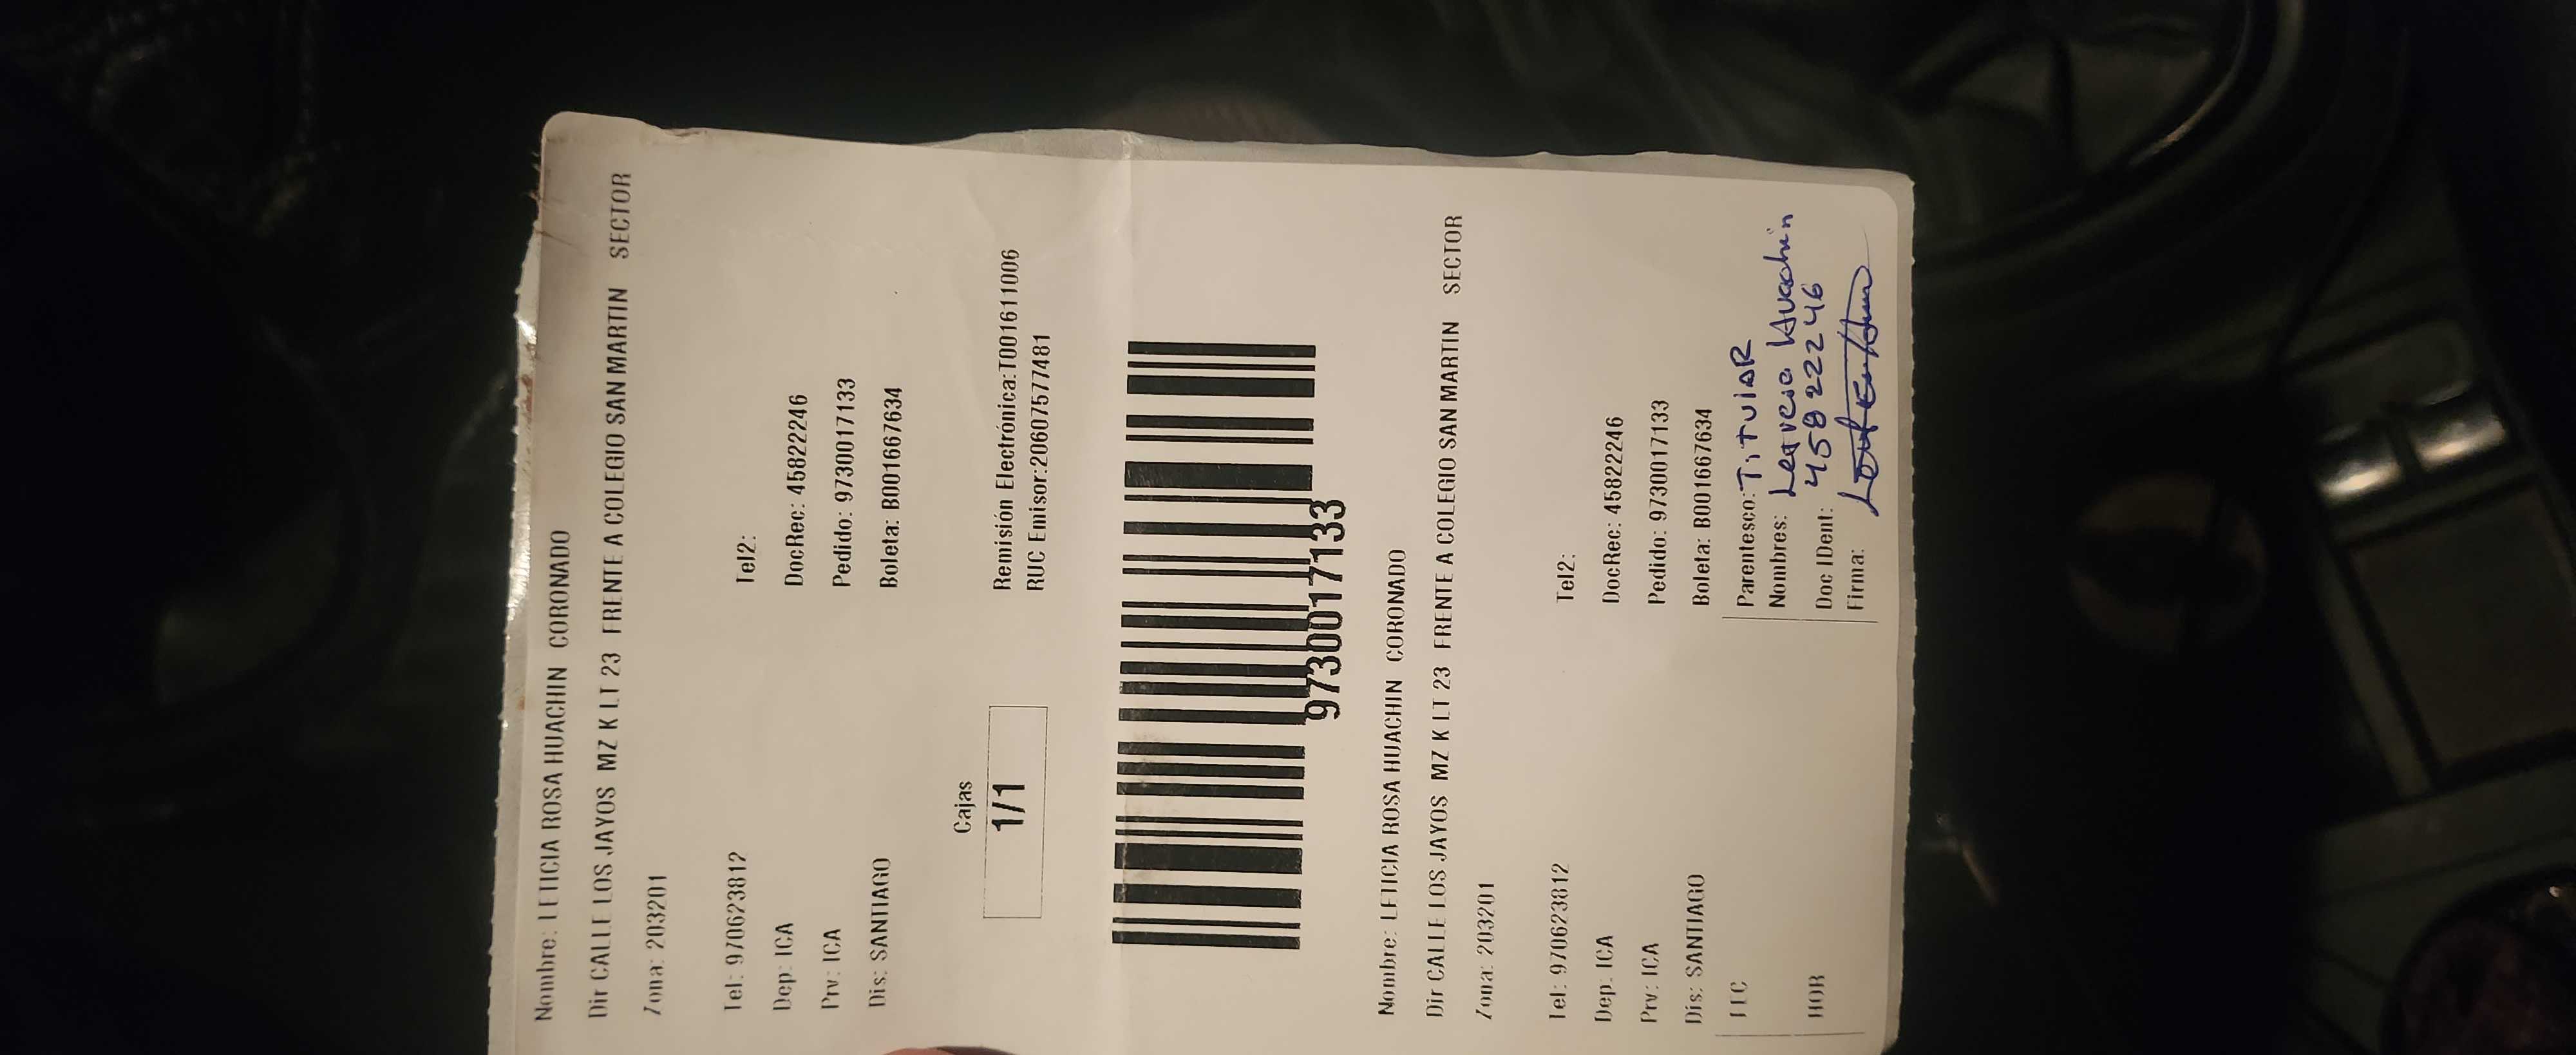 Nombre: LETICIA ROSA HUACHIN CORONADO
Dir CALLE LOS JAYOS MZ K LT 23 FRENTE A COLEGIO SAN MARTIN SECTOR
Zona: 203201
Tel: 970623812 Tel2:
Dep: ICA DocRec: 45822246
Prv: ICA Pedido: 9730017133
Dis: SANTIAGO Boleta: B001667634
Cajas
1/1
Remisión Electrónica:T001611006
RUC Emisor:20607577481
9730017133
Nombre: LETICIA ROSA HUACHIN CORONADO
Dir CALLE LOS JAYOS MZ K LT 23 FRENTE A COLEGIO SAN MARTIN SECTOR
Zona: 203201
Tel: 970623812 Tel2:
Dep: ICA DocRec: 45822246
Prv: ICA Pedido: 9730017133
Dis: SANTIAGO Boleta: B001667634
FEC Parentesco: TiTUlAR
Nombres: Leticia Huachin
HOR Doc IDent: 45822246
Firma: